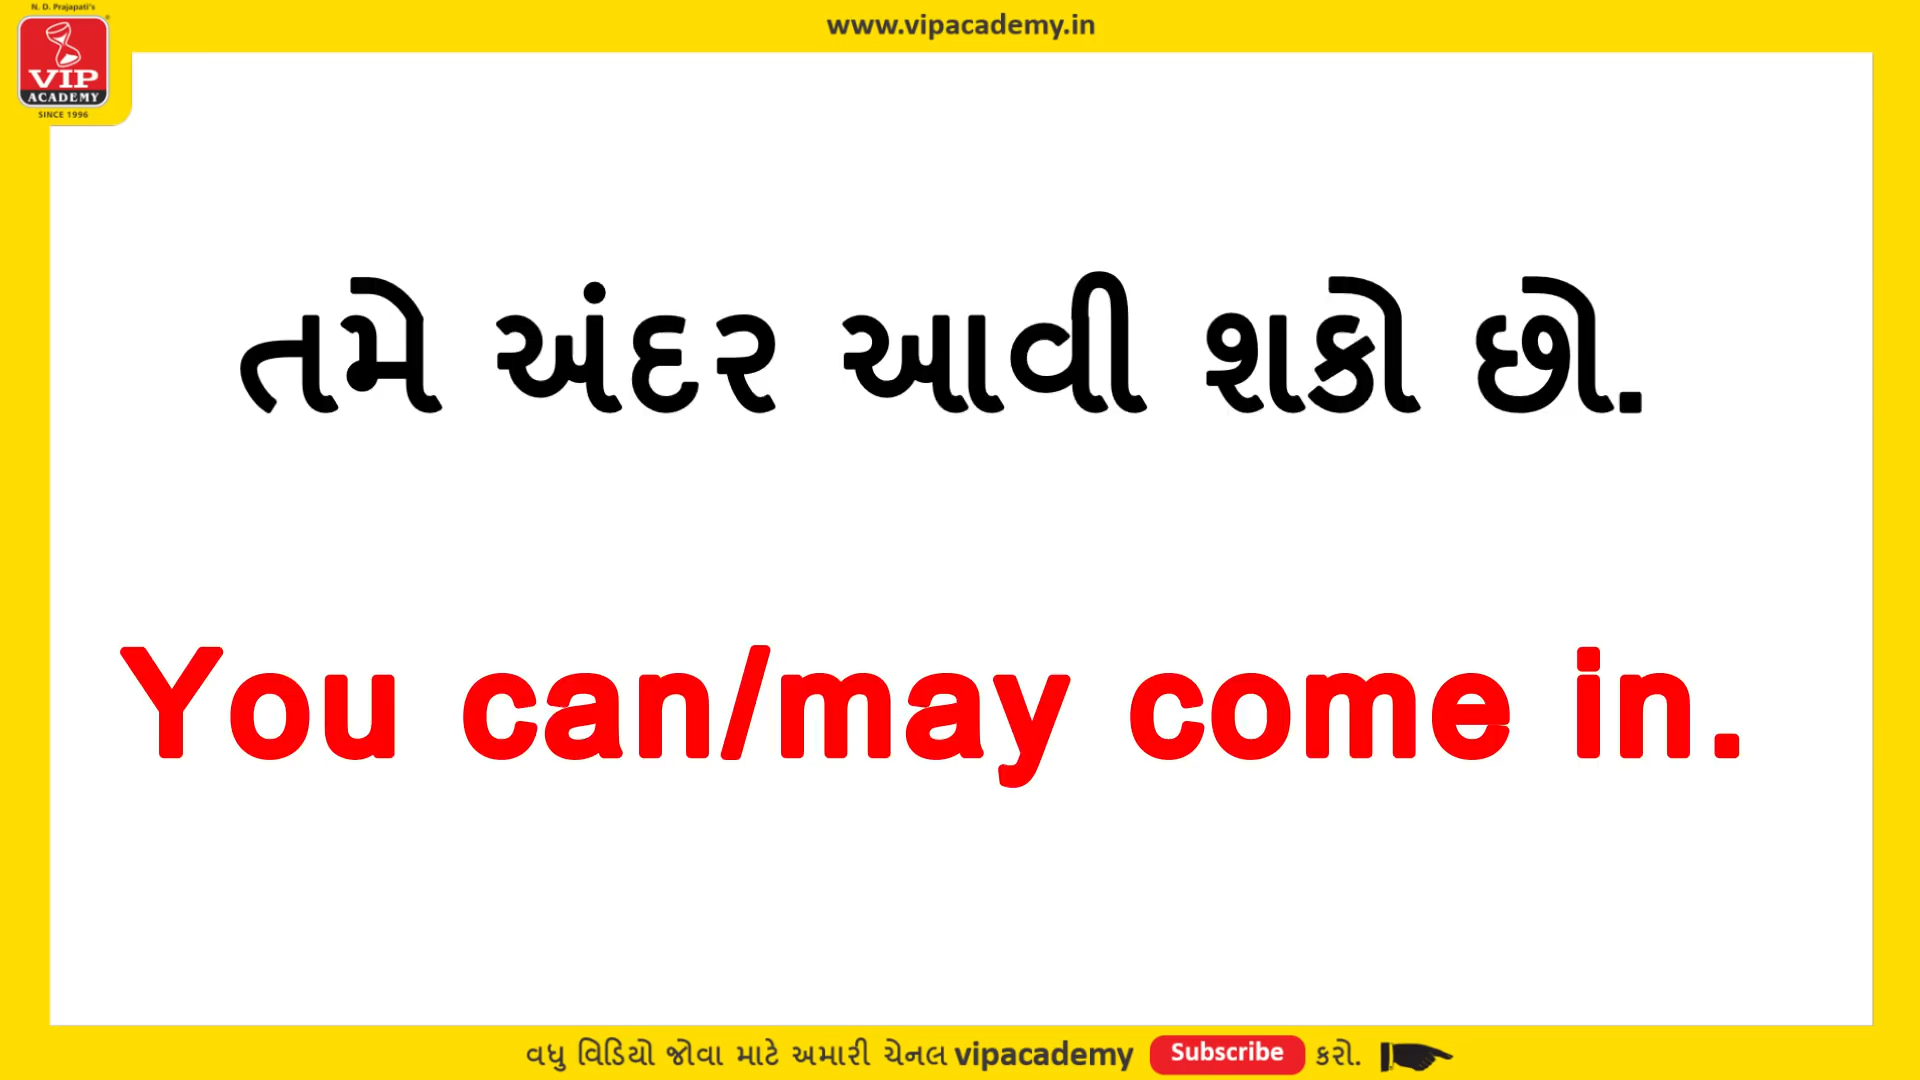 N. D. Prajapati's
VIP
ACADEMY
SINCE 1996
www.vipacademy.in
તમે અંદર આવી શકો છો.
You can/may come in.
વધુ વિડિયો જોવા માટે અમારી ચેનલ vipacademy Subscribe કરો.